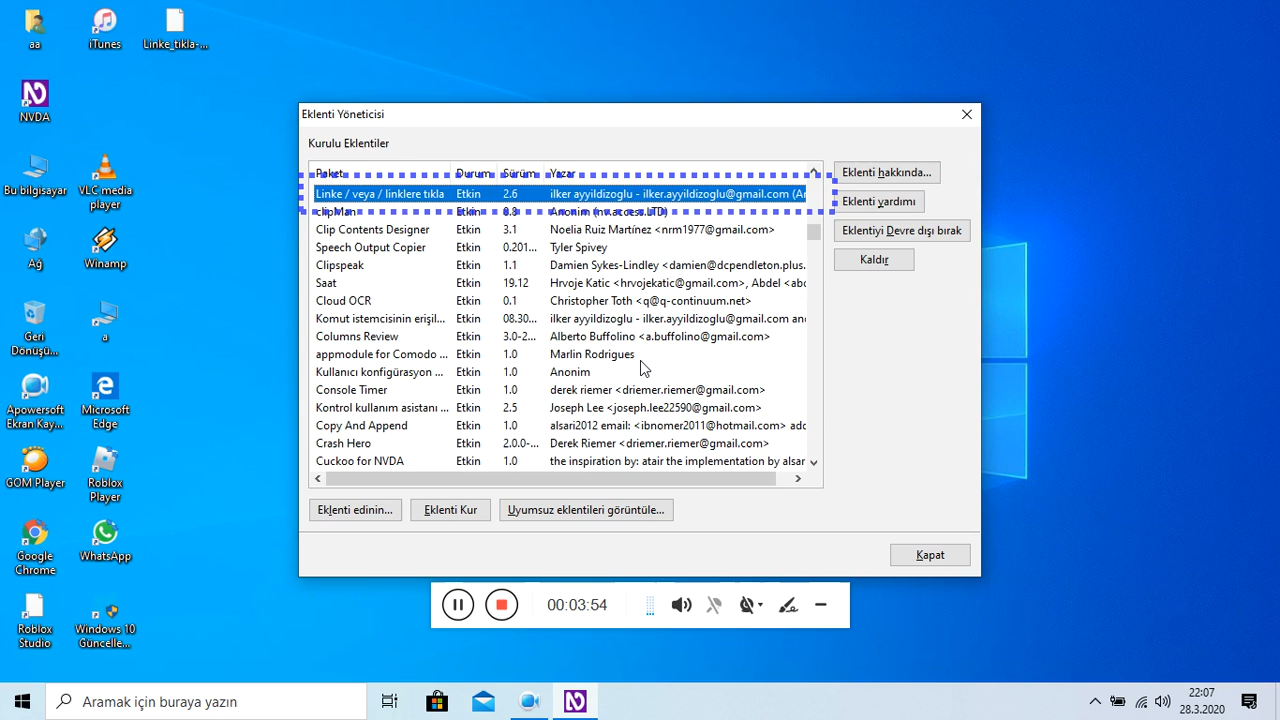 aa
iTunes
Linke_tıkla-...
NVDA
Bu bilgisayar
VLC media
player
Ağ
Winamp
Geri
Donuşu...
a
Apowersoft
Ekran Kay...
Microsoft
Edge
GOM Player
Roblox
Player
Google
Chrome
WhatsApp
Roblox
Studio
Windows 10
Güncelle...
Eklenti Yöneticisi
Kurulu Eklentiler
Paket Durum Sürüm Yazar
Linke / veya / linklere tıkla Etkin 2.6 ilker ayyildizoglu - ilker.ayyildizoglu@gmail.com (Ar
clipMan Etkin 0.8 Anonim (nv.access.LTD)
Clip Contents Designer Etkin 3.1 Noelia Ruiz Martínez <nrm1977@gmail.com>
Speech Output Copier Etkin 0.201... Tyler Spivey
Clipspeak Etkin 1.1 Damien Sykes-Lindley <damien@dcpendleton.plus.
Saat Etkin 19.12 Hrvoje Katic <hrvojekatic@gmail.com>, Abdel <abd
Cloud OCR Etkin 0.1 Christopher Toth <q@q-continuum.net>
Komut istemcisinin erişil... Etkin 08.30... ilker ayyildizoglu - ilker.ayyildizoglu@gmail.com and
Columns Review Etkin 3.0-2... Alberto Buffolino <a.buffolino@gmail.com>
appmodule for Comodo ... Etkin 1.0 Marlin Rodrigues
Kullanıcı konfigürasyon ... Etkin 1.0 Anonim
Console Timer Etkin 1.0 derek riemer <driemer.riemer@gmail.com>
Kontrol kullanım asistanı ... Etkin 2.5 Joseph Lee <joseph.lee22590@gmail.com>
Copy And Append Etkin 1.0 alsari2012 email: <ibnomer2011@hotmail.com> add
Crash Hero Etkin 2.0.0-... Derek Riemer <driemer.riemer@gmail.com>
Cuckoo for NVDA Etkin 1.0 the inspiration by: atair the implementation by alsar
Eklenti hakkında...
Eklenti yardımı
Eklentiyi Devre dışı bırak
Kaldır
Eklenti edinin... Eklenti Kur Uyumsuz eklentileri görüntüle...
Kapat
00:03:54
Aramak için buraya yazın
22:07
28.3.2020